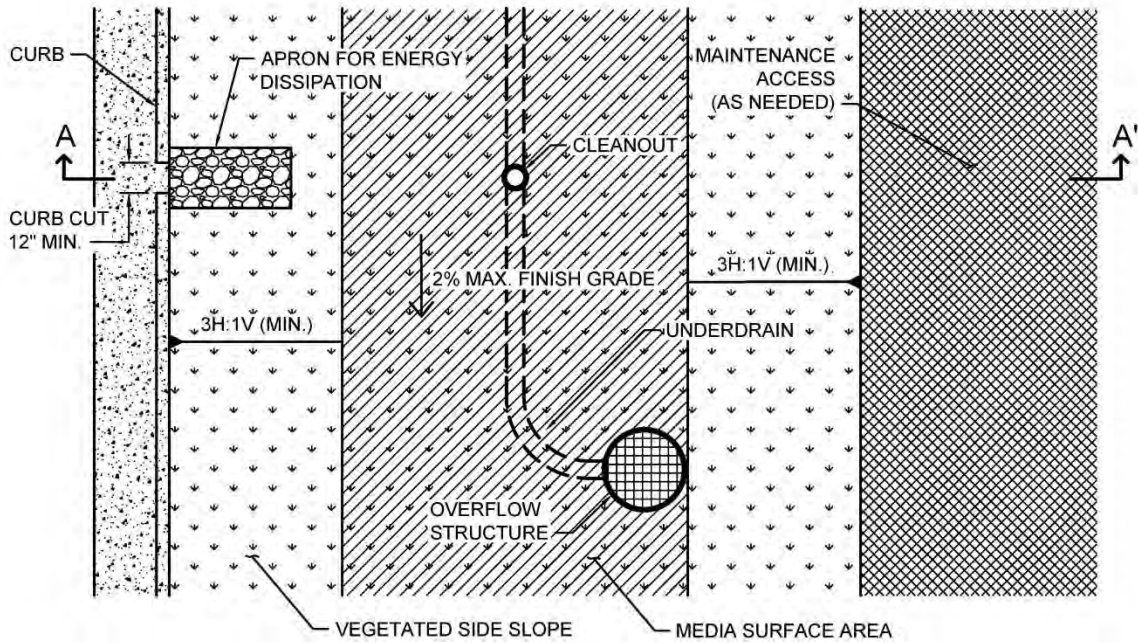 CURB
APRON FOR ENERGY
DISSIPATION
MAINTENANCE
ACCESS
(AS NEEDED)
A
A'
CLEANOUT
CURB CUT
12" MIN.
2% MAX. FINISH GRADE
3H:1V (MIN.)
3H:1V (MIN.)
UNDERDRAIN
OVERFLOW
STRUCTURE
VEGETATED SIDE SLOPE
MEDIA SURFACE AREA